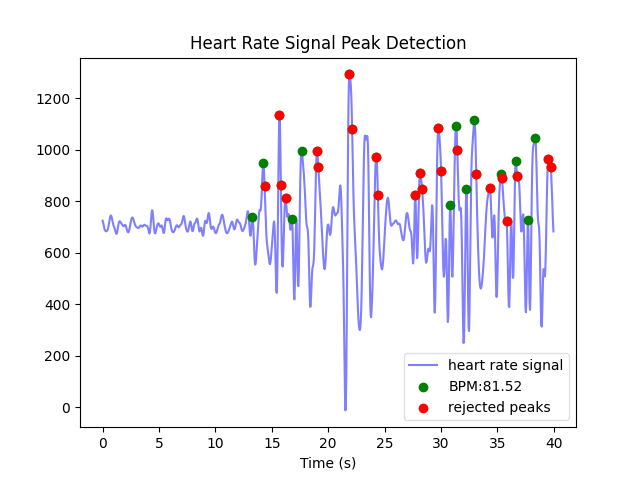 Heart Rate Signal Peak Detection
1200
1000
800
600
400
200
0
heart rate signal
BPM:81.52
rejected peaks
0 5 10 15 20 25 30 35 40
Time (s)